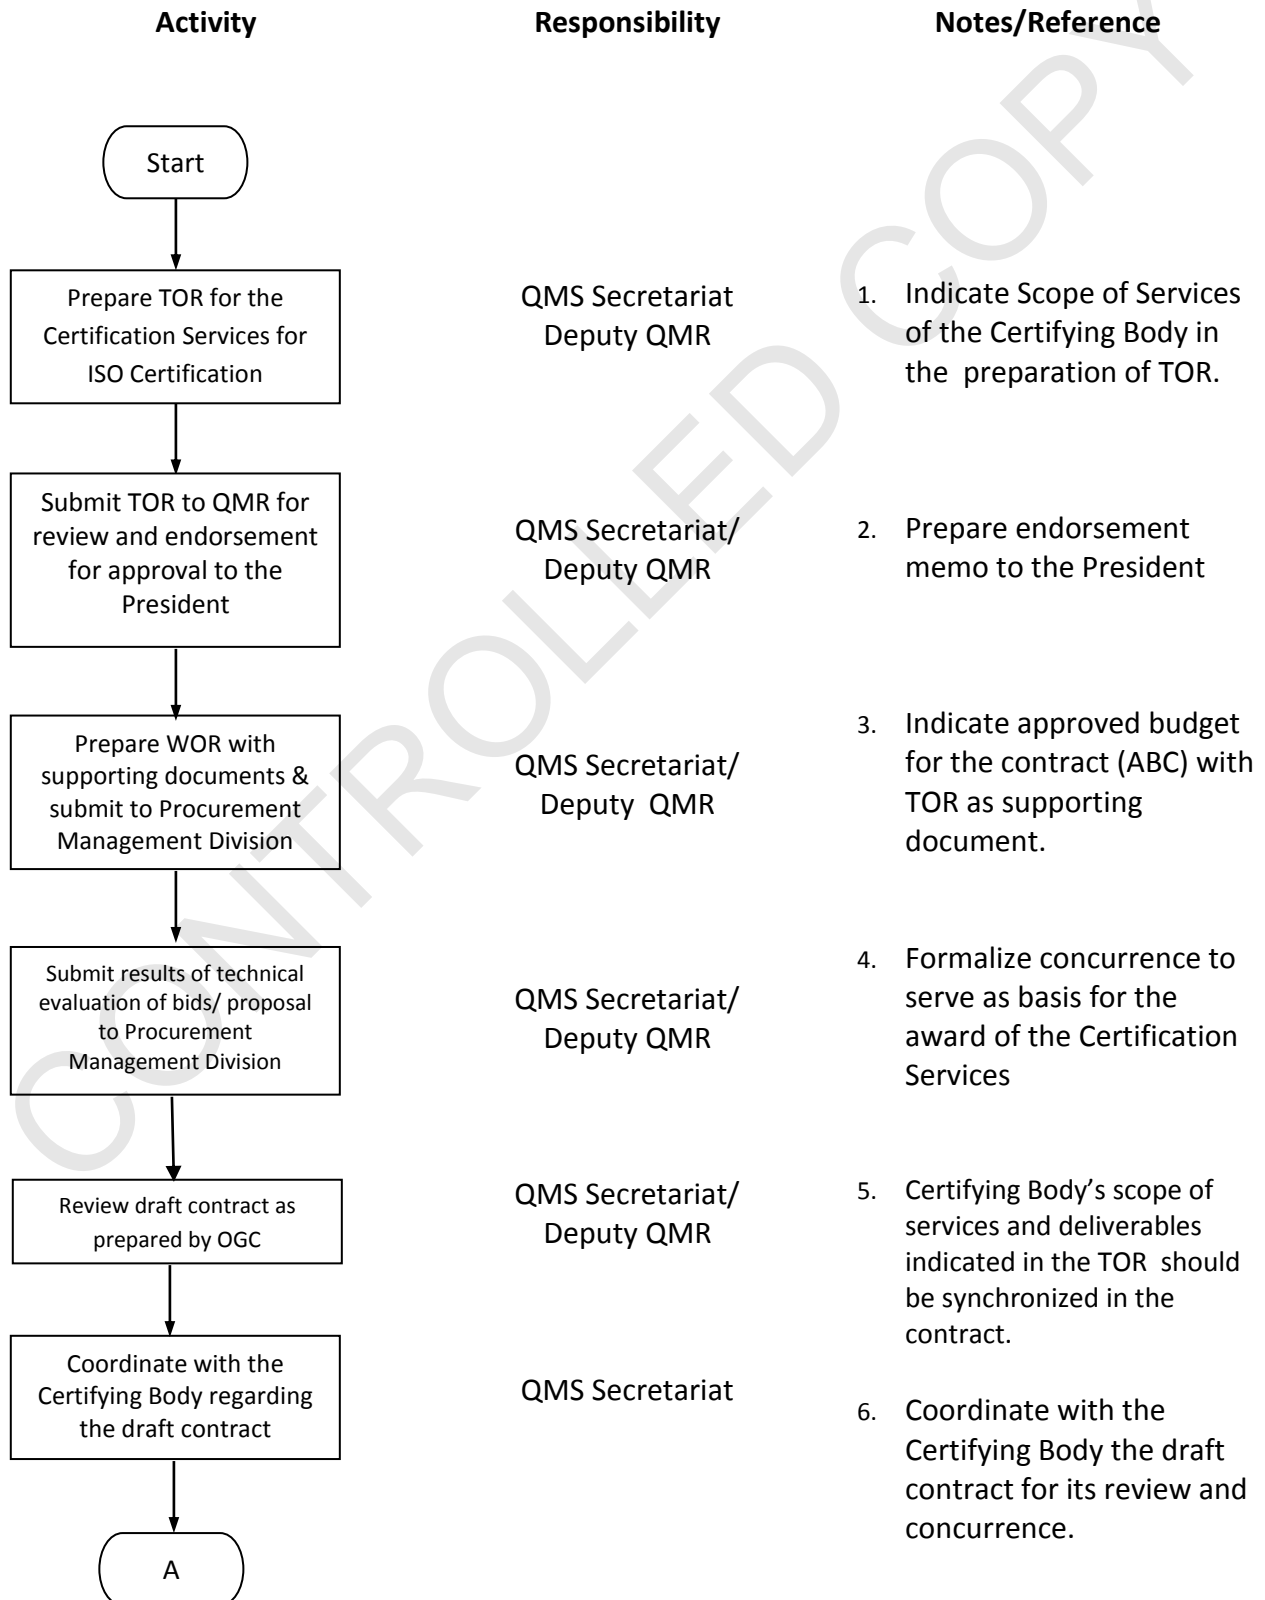 Activity
Responsibility
Notes/Reference
Start
Prepare TOR for the
Certification Services for
ISO Certification
QMS Secretariat
Deputy QMR
1. Indicate Scope of Services
of the Certifying Body in
the preparation of TOR.
Submit TOR to QMR for
review and endorsement
for approval to the
President
QMS Secretariat/
Deputy QMR
2. Prepare endorsement
memo to the President
Prepare WOR with
supporting documents &
submit to Procurement
Management Division
QMS Secretariat/
Deputy QMR
3. Indicate approved budget
for the contract (ABC) with
TOR as supporting
document.
Submit results of technical
evaluation of bids/ proposal
to Procurement
Management Division
QMS Secretariat/
Deputy QMR
4. Formalize concurrence to
serve as basis for the
award of the Certification
Services
Review draft contract as
prepared by OGC
QMS Secretariat/
Deputy QMR
5. Certifying Body’s scope of
services and deliverables
indicated in the TOR should
be synchronized in the
contract.
Coordinate with the
Certifying Body regarding
the draft contract
QMS Secretariat
6. Coordinate with the
Certifying Body the draft
contract for its review and
concurrence.
A
CONTROLLED COPY